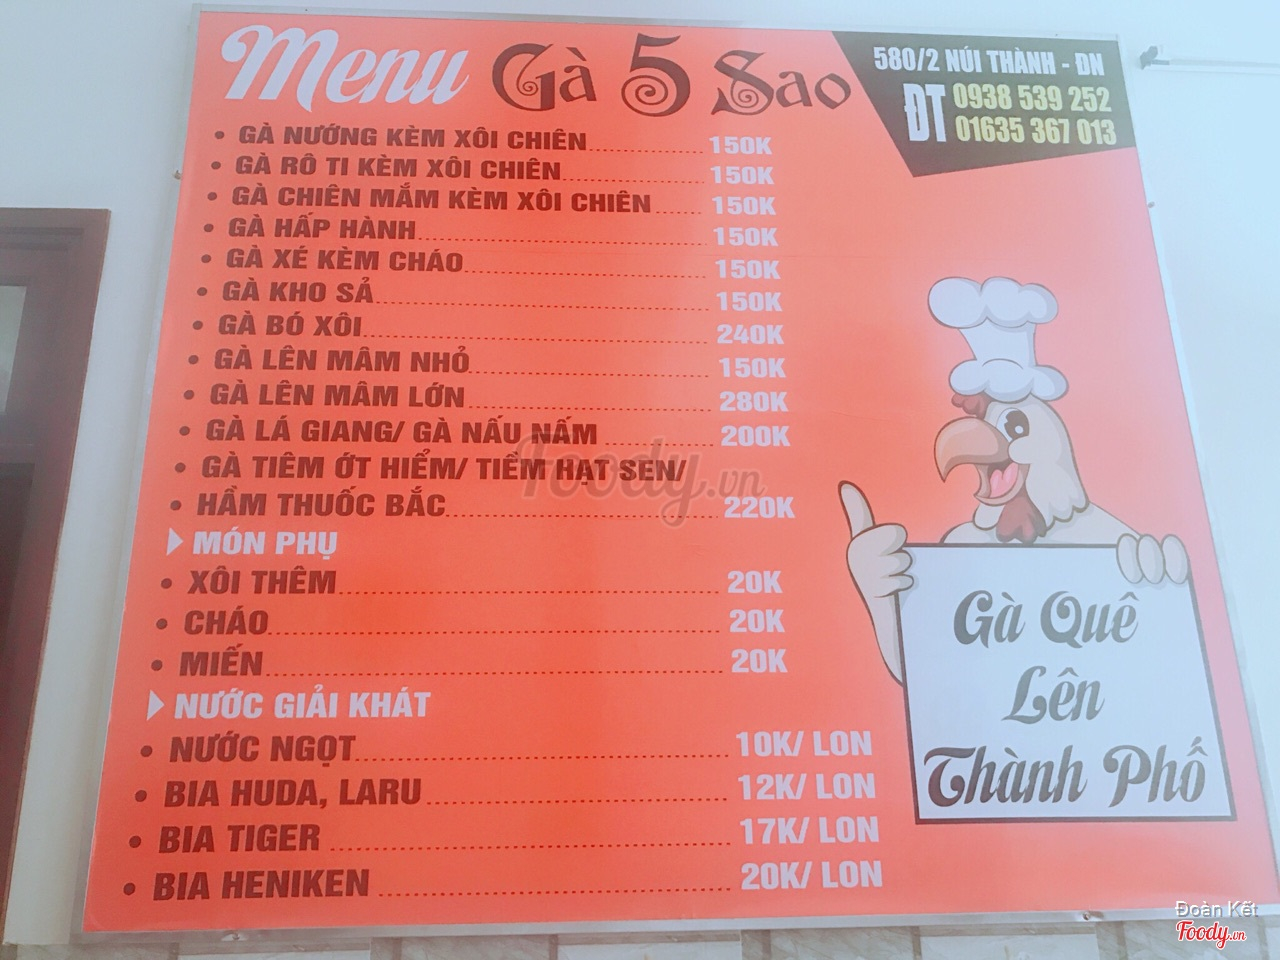 Menu Gà 5 Sao
580/2 NÚI THÀNH - ĐN
ĐT 0938 539 252
01635 367 013
• GÀ NƯỚNG KÈM XÔI CHIÊN 150K
• GÀ RÔ TI KÈM XÔI CHIÊN 150K
• GÀ CHIÊN MẮM KÈM XÔI CHIÊN 150K
• GÀ HẤP HÀNH 150K
• GÀ XÉ KÈM CHÁO 150K
• GÀ KHO SẢ 150K
• GÀ BÓ XÔI 240K
• GÀ LÊN MÂM NHỎ 150K
• GÀ LÊN MÂM LỚN 280K
• GÀ LÁ GIANG/ GÀ NẤU NẤM 200K
• GÀ TIÊM ỚT HIỂM/ TIỀM HẠT SEN/
• HẦM THUỐC BẮC 220K
MÓN PHỤ
• XÔI THÊM 20K
• CHÁO 20K
• MIẾN 20K
NƯỚC GIẢI KHÁT
• NƯỚC NGỌT 10K/ LON
• BIA HUDA, LARU 12K/ LON
• BIA TIGER 17K/ LON
• BIA HENIKEN 20K/ LON
Gà Quê
Lên
Thành Phố
Foody.vn
Đoàn Kết
Foody.vn